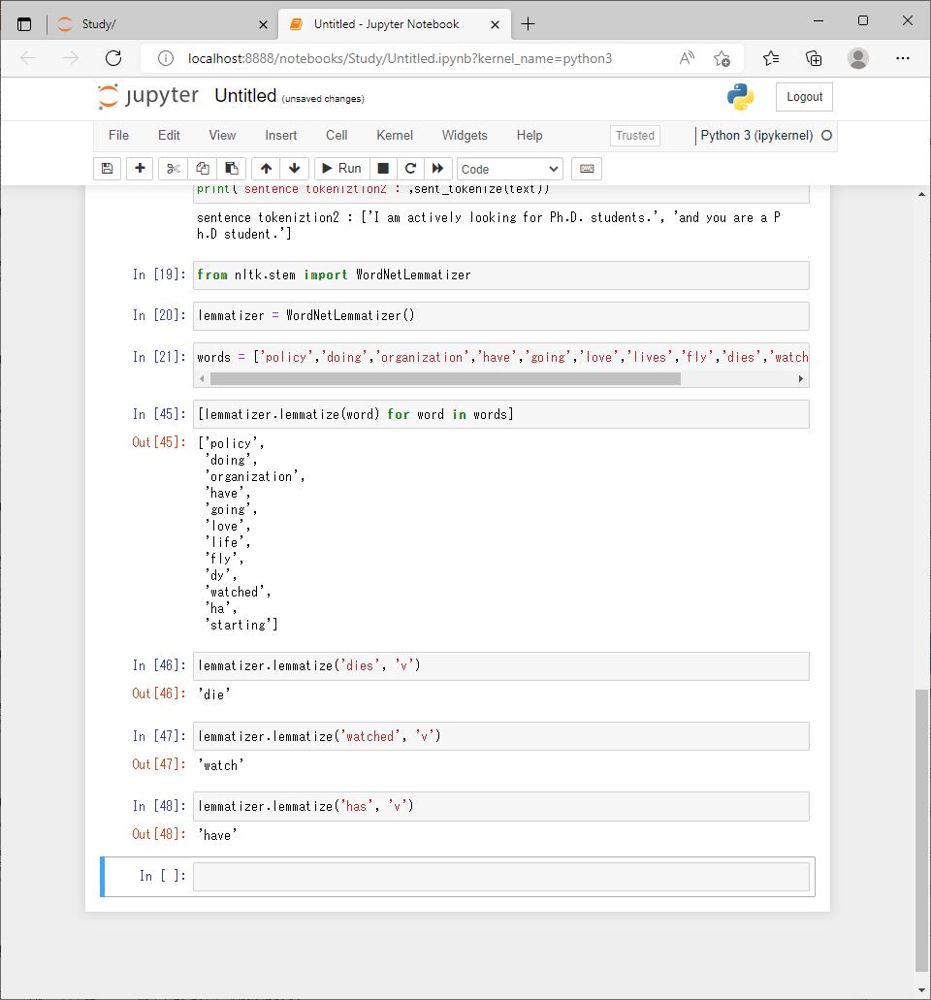 Study/
Untitled - Jupyter Notebook
localhost:8888/notebooks/Study/Untitled.ipynb?kernel_name=python3
jupyter Untitled (unsaved changes)
Logout
File Edit View Insert Cell Kernel Widgets Help
Trusted
Python 3 (ipykernel)
Run
Code
print('sentence tokeniztion2 : ',sent_tokenize(text))
sentence tokeniztion2 : ['I am actively looking for Ph.D. students.', 'and you are a P
h.D student.']
In [19]: from nltk.stem import WordNetLemmatizer
In [20]: lemmatizer = WordNetLemmatizer()
In [21]: words = ['policy','doing','organization','have','going','love','lives','fly','dies','watch
In [45]: [lemmatizer.lemmatize(word) for word in words]
Out[45]: ['policy',
'doing',
'organization',
'have',
'going',
'love',
'life',
'fly',
'dy',
'watched',
'ha',
'starting']
In [46]: lemmatizer.lemmatize('dies', 'v')
Out[46]: 'die'
In [47]: lemmatizer.lemmatize('watched', 'v')
Out[47]: 'watch'
In [48]: lemmatizer.lemmatize('has', 'v')
Out[48]: 'have'
In [ ]: